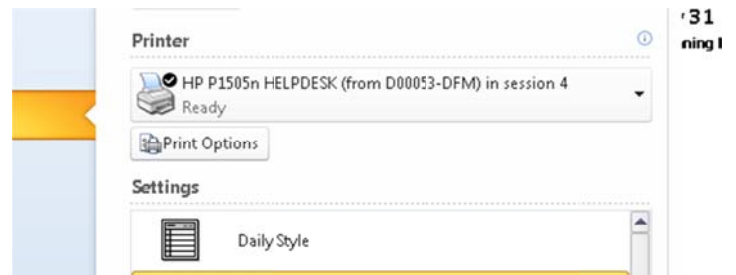 31
Printer
HP P1505n HELPDESK (from D00053-DFM) in session 4
Ready
Print Options
Settings
Daily Style